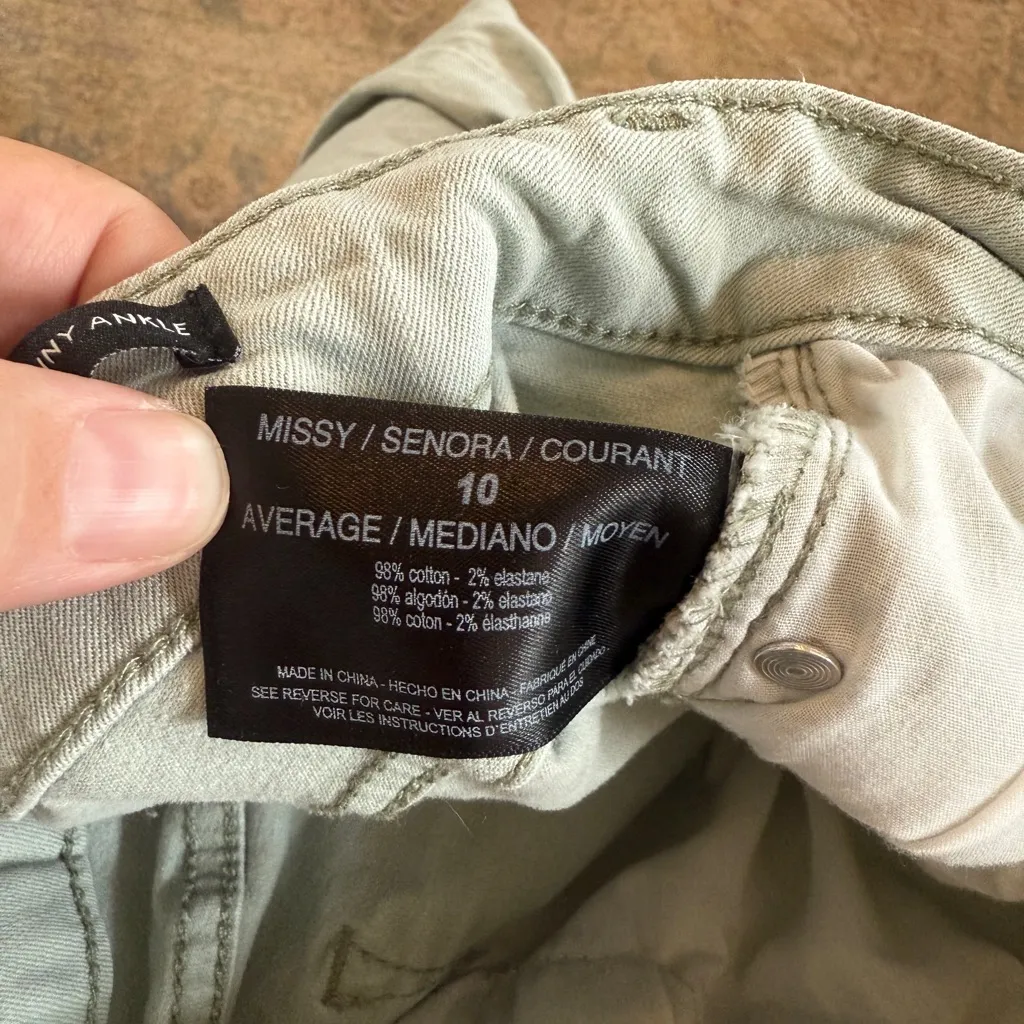 NNY ANKLE
MISSY / SENORA / COURANT
10
AVERAGE / MEDIANO / MOYEN
98% cotton - 2% elastane
98% algodón - 2% elastano
98% coton - 2% élasthanne
MADE IN CHINA - HECHO EN CHINA - FABRIQUÉ EN CHINE
SEE REVERSE FOR CARE - VER AL REVERSO PARA EL CUIDADO -
VOIR LES INSTRUCTIONS D'ENTRETIEN AU DOS